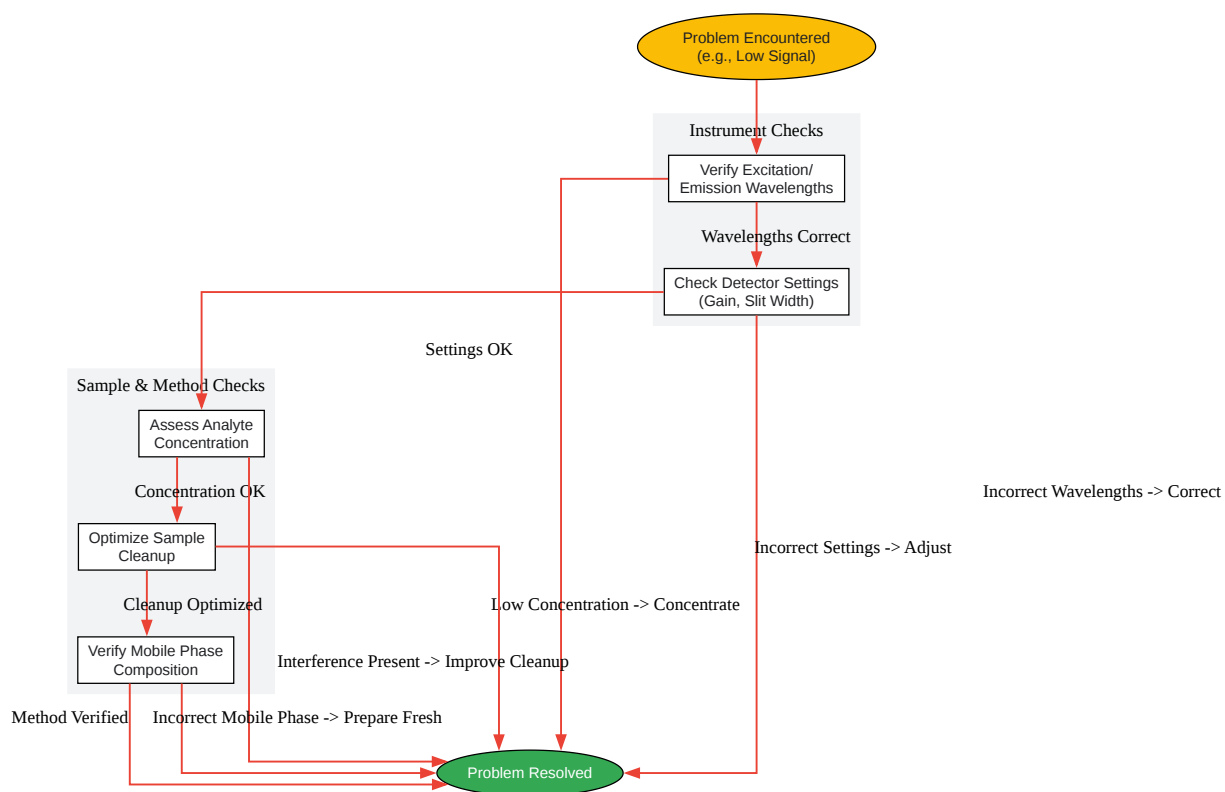 Problem Encountered
(e.g., Low Signal)
Instrument Checks
Verify Excitation/
Emission Wavelengths
Wavelengths Correct
Check Detector Settings
(Gain, Slit Width)
Settings OK
Sample & Method Checks
Assess Analyte
Concentration
Concentration OK
Incorrect Wavelengths -> Correct
Optimize Sample
Cleanup
Incorrect Settings -> Adjust
Cleanup Optimized
Low Concentration -> Concentrate
Verify Mobile Phase
Composition
Interference Present -> Improve Cleanup
Method Verified
Incorrect Mobile Phase -> Prepare Fresh
Problem Resolved